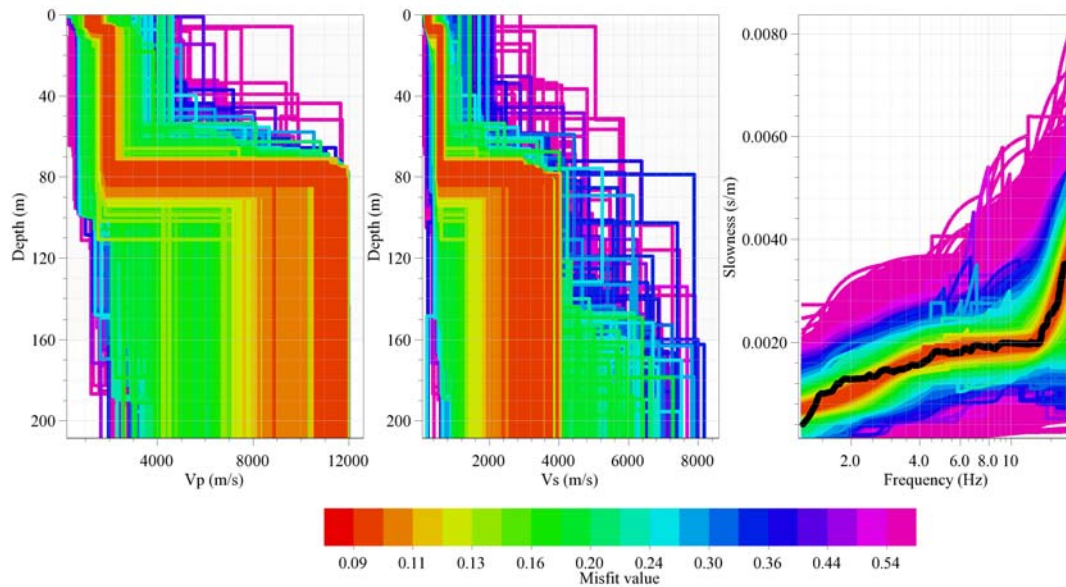 0
40
80
120
160
200
Depth (m)
4000 8000 12000
Vp (m/s)
0
40
80
120
160
200
Depth (m)
2000 4000 6000 8000
Vs (m/s)
0.0080
0.0060
0.0040
0.0020
Slowness (s/m)
2.0 4.0 6.0 8.0 10
Frequency (Hz)
0.09 0.11 0.13 0.16 0.20 0.24 0.30 0.36 0.44 0.54
Misfit value